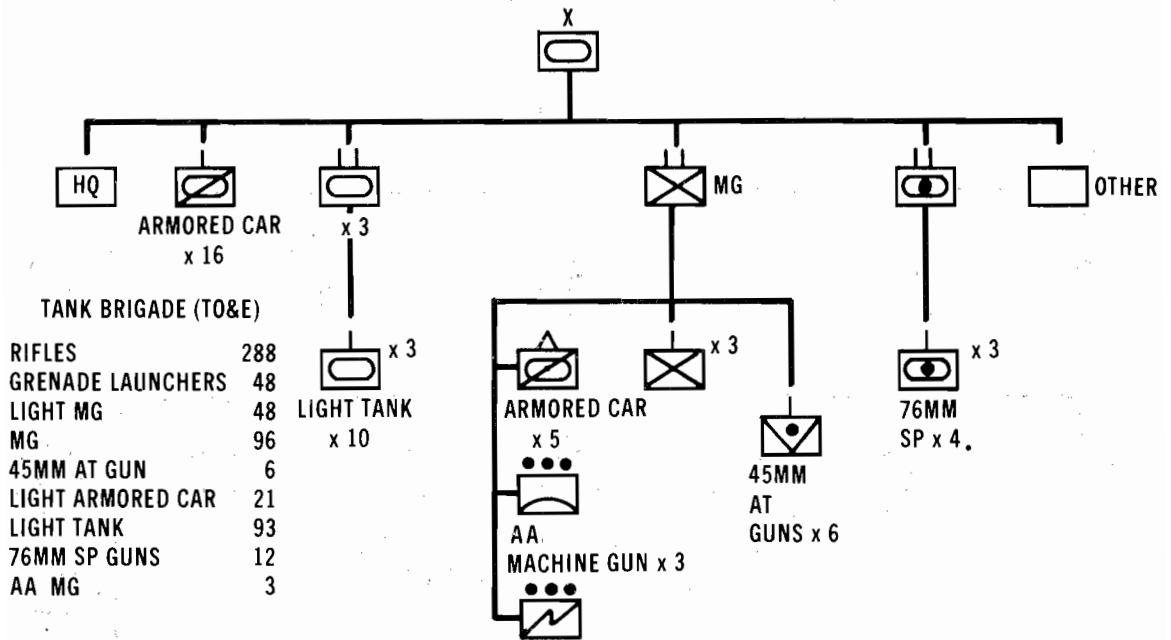 X
HQ
MG
OTHER
ARMORED CAR
x 16
x 3
TANK BRIGADE (TO&E)
RIFLES 288
GRENADE LAUNCHERS 48
LIGHT MG 48
MG 96
45MM AT GUN 6
LIGHT ARMORED CAR 21
LIGHT TANK 93
76MM SP GUNS 12
AA MG 3
x 3
LIGHT TANK
x 10
ARMORED CAR
x 5
AA
MACHINE GUN x 3
x 3
45MM
AT
GUNS x 6
x 3
76MM
SP x 4.